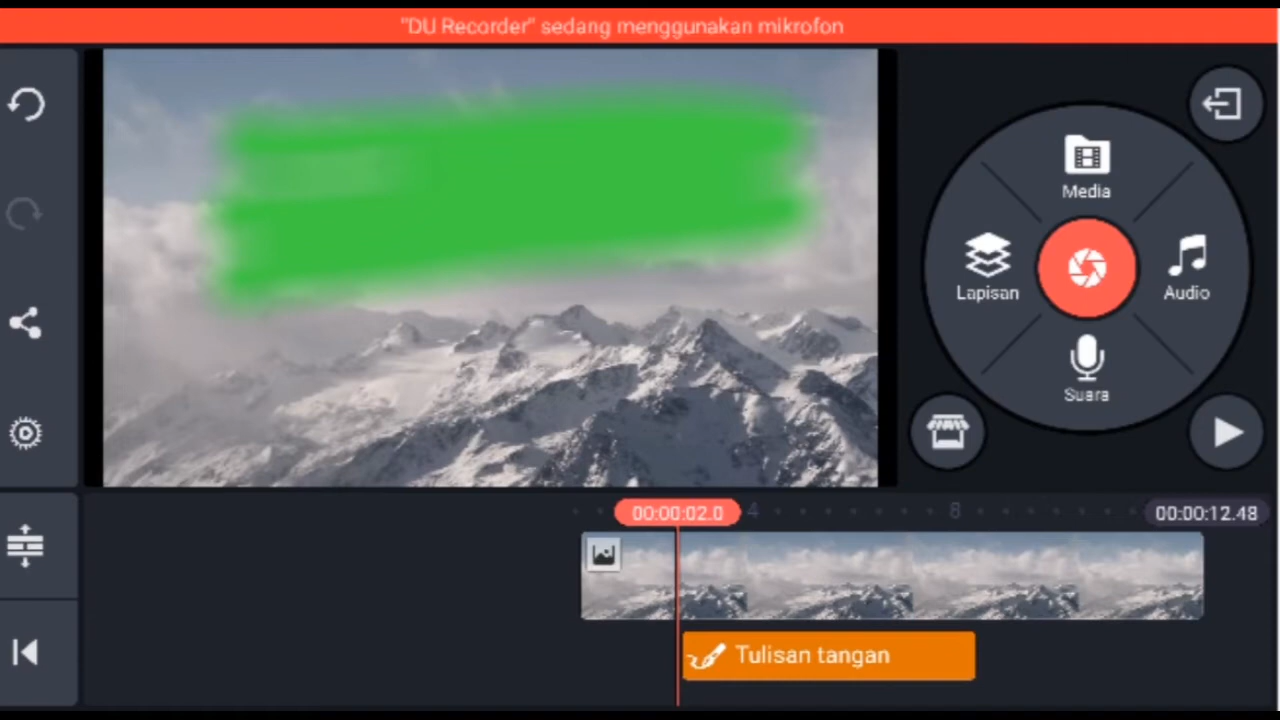 "DU Recorder" sedang menggunakan mikrofon
Media
Lapisan
Audio
Suara
00:00:02.0
4
8
00:00:12.48
Tulisan tangan